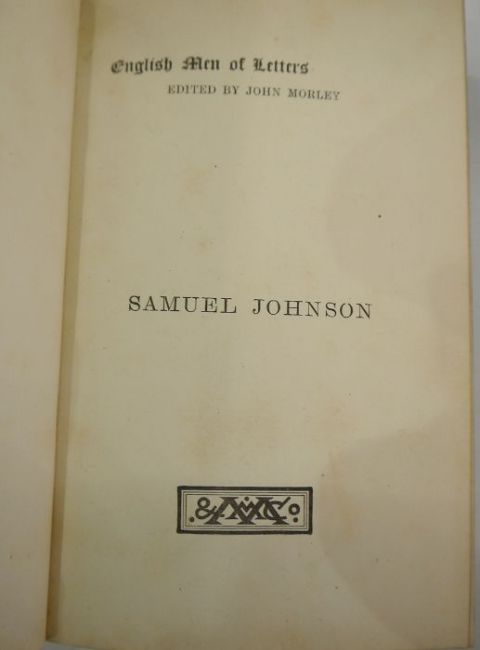 English Men of Letters
EDITED BY JOHN MORLEY
SAMUEL JOHNSON